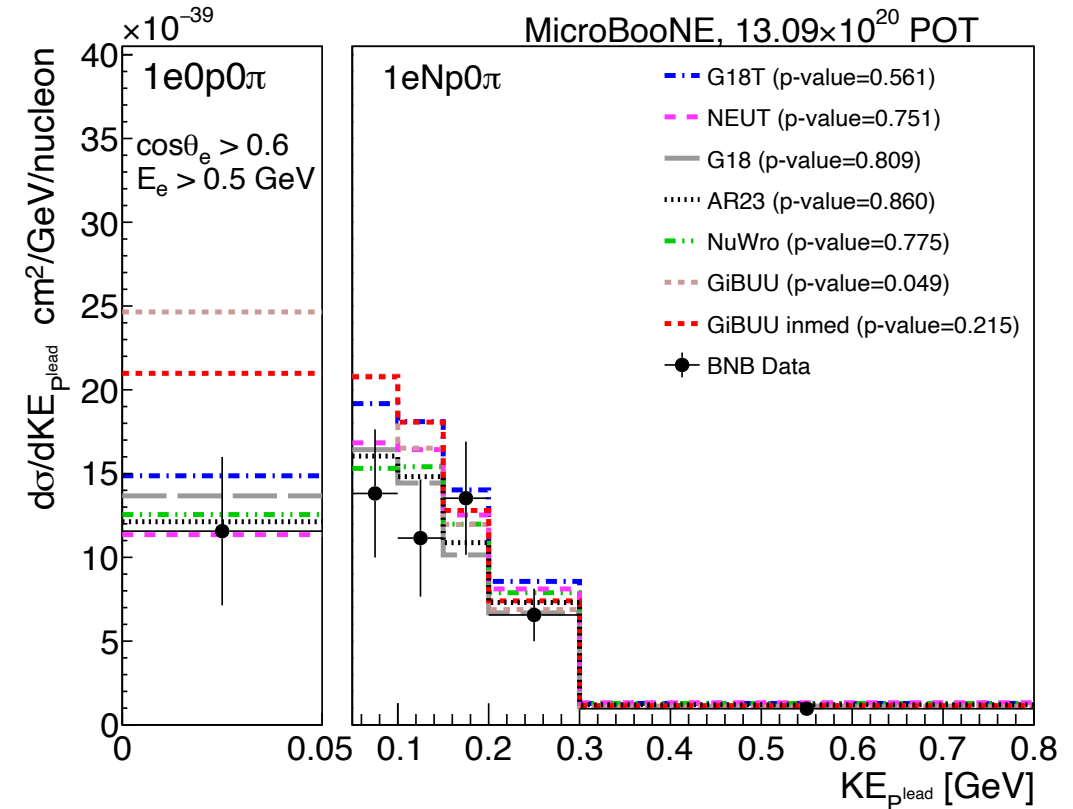 ×10⁻³⁹
MicroBooNE, 13.09×10²⁰ POT
1e0p0π
cosθₑ > 0.6
Eₑ > 0.5 GeV
1eNp0π
G18T (p-value=0.561)
NEUT (p-value=0.751)
G18 (p-value=0.809)
AR23 (p-value=0.860)
NuWro (p-value=0.775)
GiBUU (p-value=0.049)
GiBUU inmed (p-value=0.215)
BNB Data
dσ/dKE_P^lead cm²/GeV/nucleon
40
35
30
25
20
15
10
5
0
0 0.05 0.1 0.2 0.3 0.4 0.5 0.6 0.7 0.8
KE_P^lead [GeV]